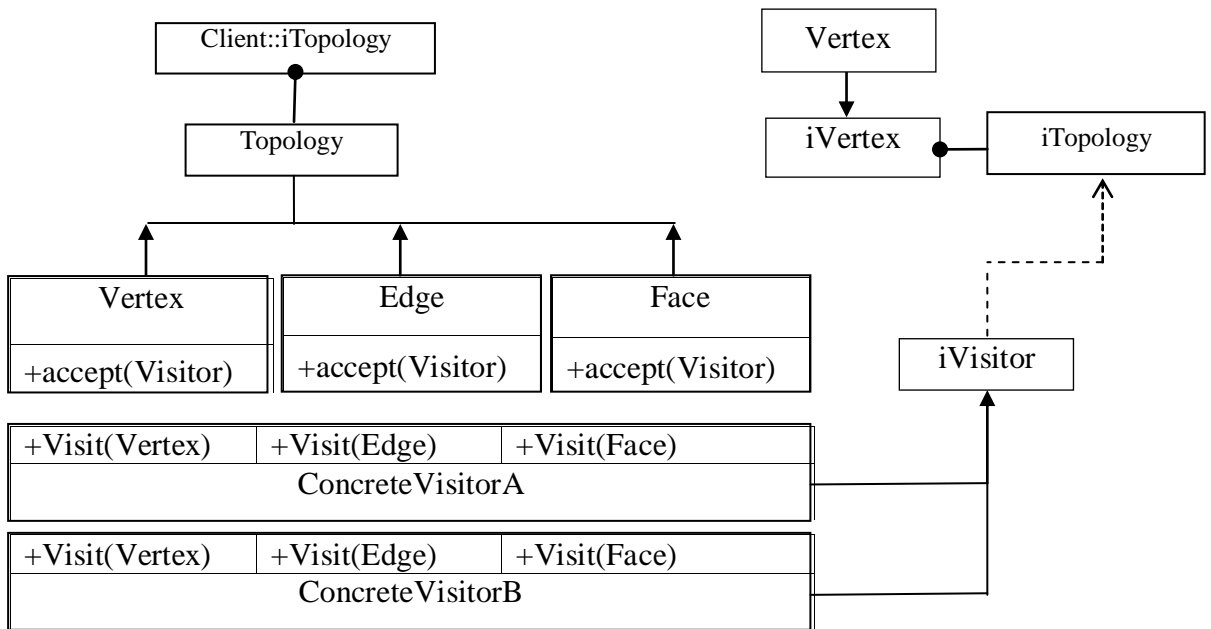 Client::iTopology
Topology
Vertex
iVertex
iTopology
Vertex
+accept(Visitor)
Edge
+accept(Visitor)
Face
+accept(Visitor)
iVisitor
+Visit(Vertex) +Visit(Edge) +Visit(Face)
ConcreteVisitorA
+Visit(Vertex) +Visit(Edge) +Visit(Face)
ConcreteVisitorB